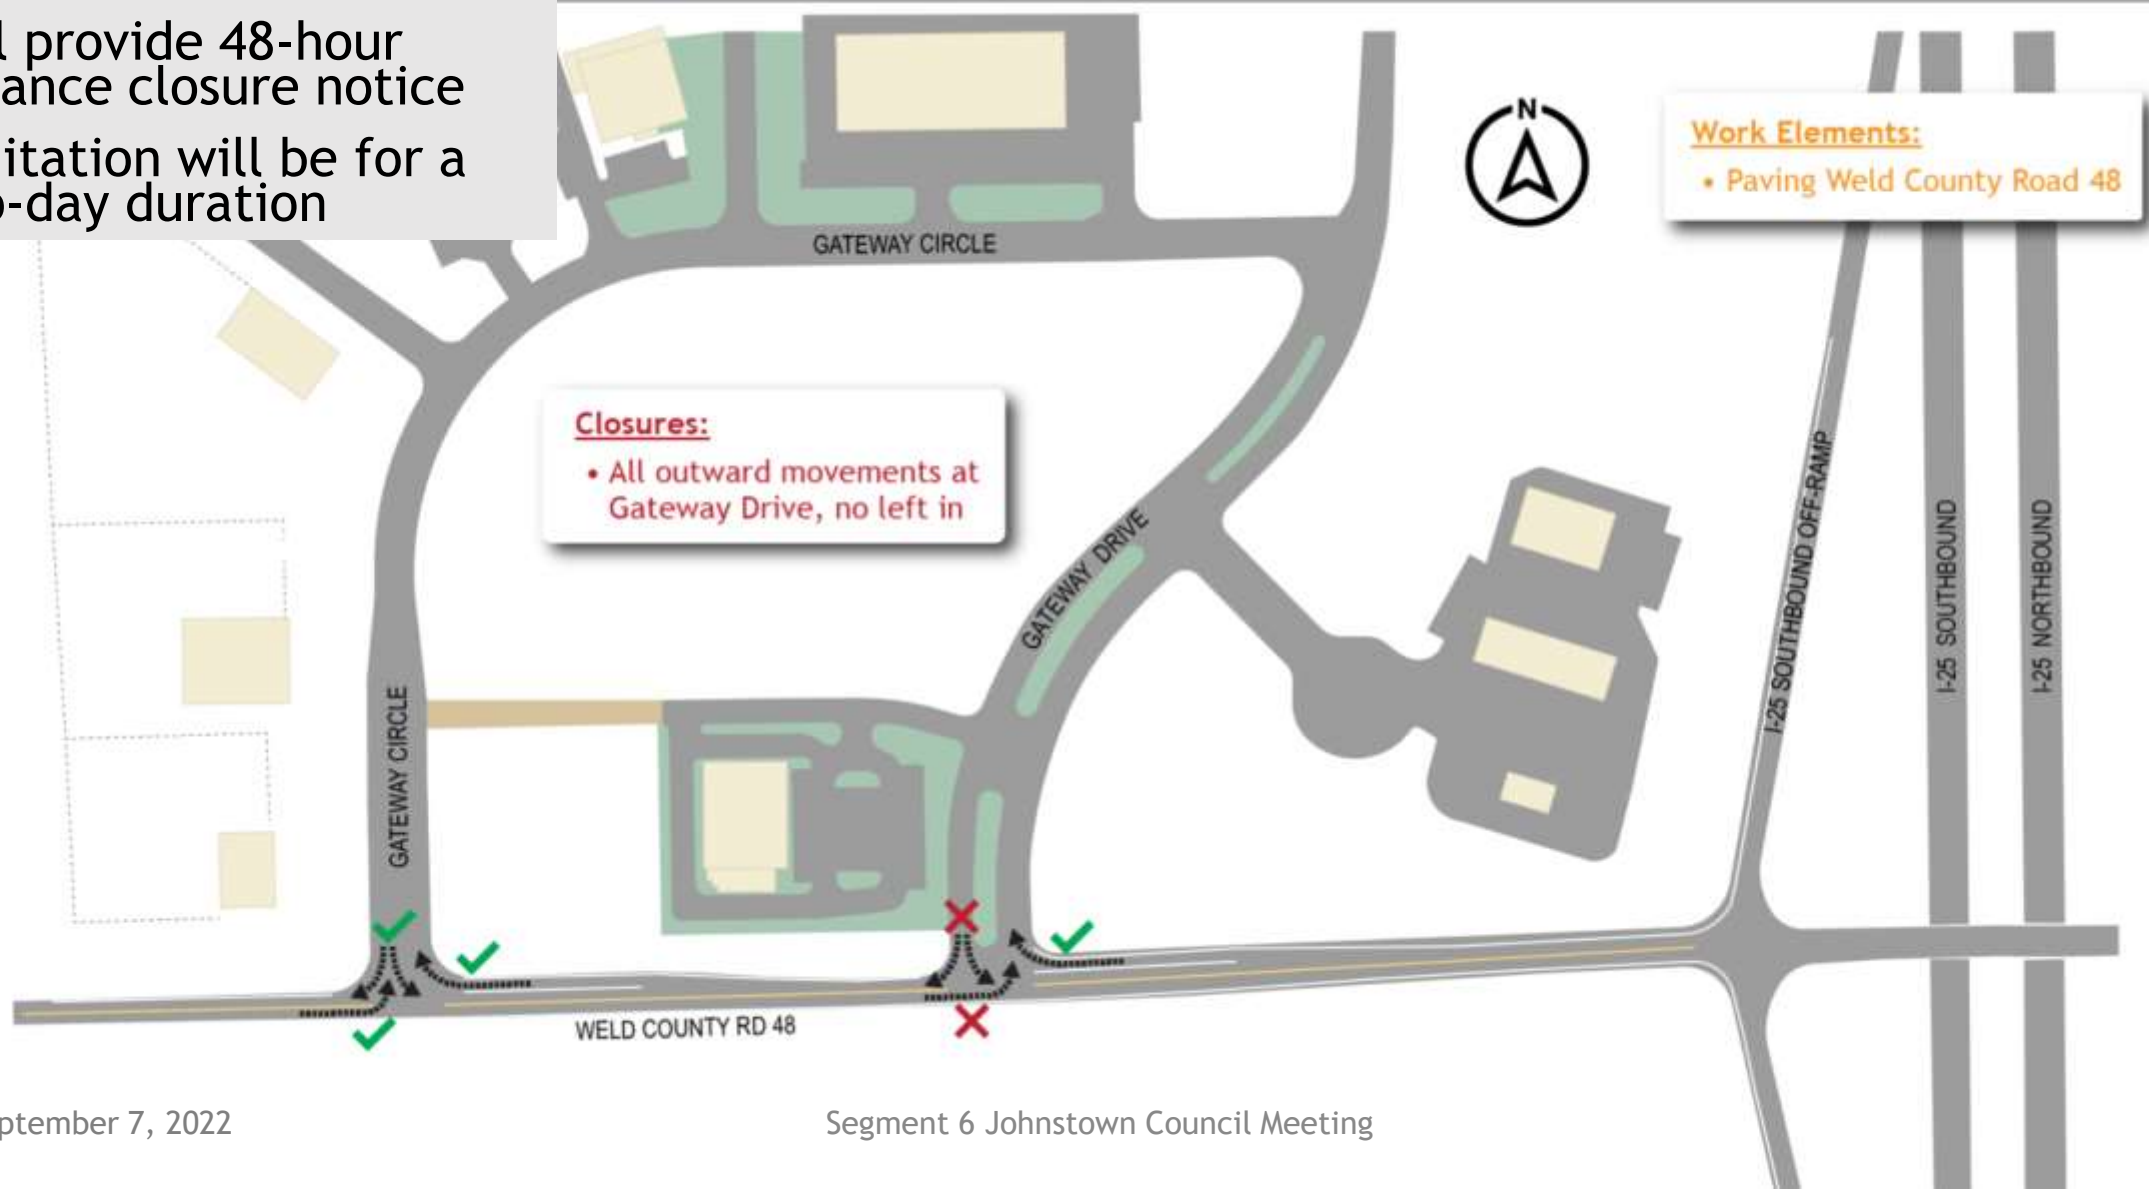 l provide 48-hour
ance closure notice
itation will be for a
-day duration
N
Work Elements:
• Paving Weld County Road 48
GATEWAY CIRCLE
Closures:
• All outward movements at
Gateway Drive, no left in
GATEWAY DRIVE
I-25 SOUTHBOUND OFF-RAMP
I-25 SOUTHBOUND
I-25 NORTHBOUND
GATEWAY CIRCLE
WELD COUNTY RD 48
ptember 7, 2022
Segment 6 Johnstown Council Meeting